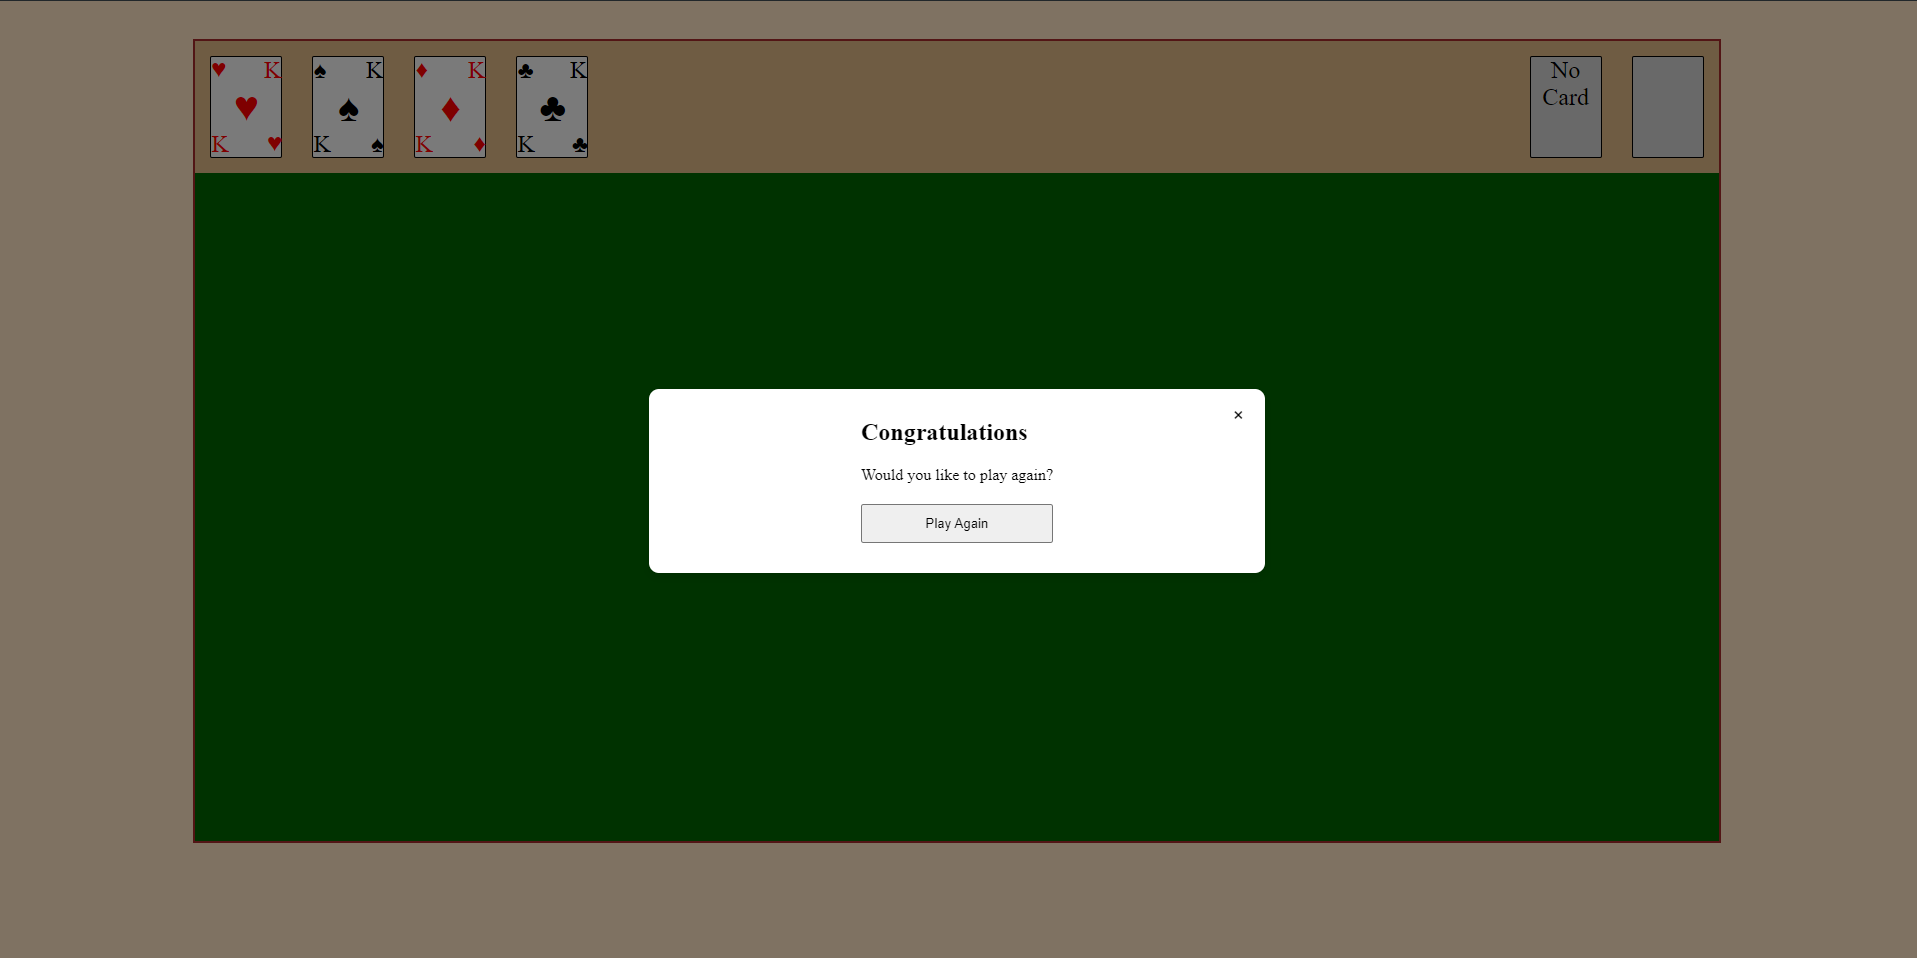 ♥ K
♥
K ♥
♠ K
♠
K ♠
♦ K
♦
K ♦
♣ K
♣
K ♣
No
Card
×
Congratulations
Would you like to play again?
Play Again